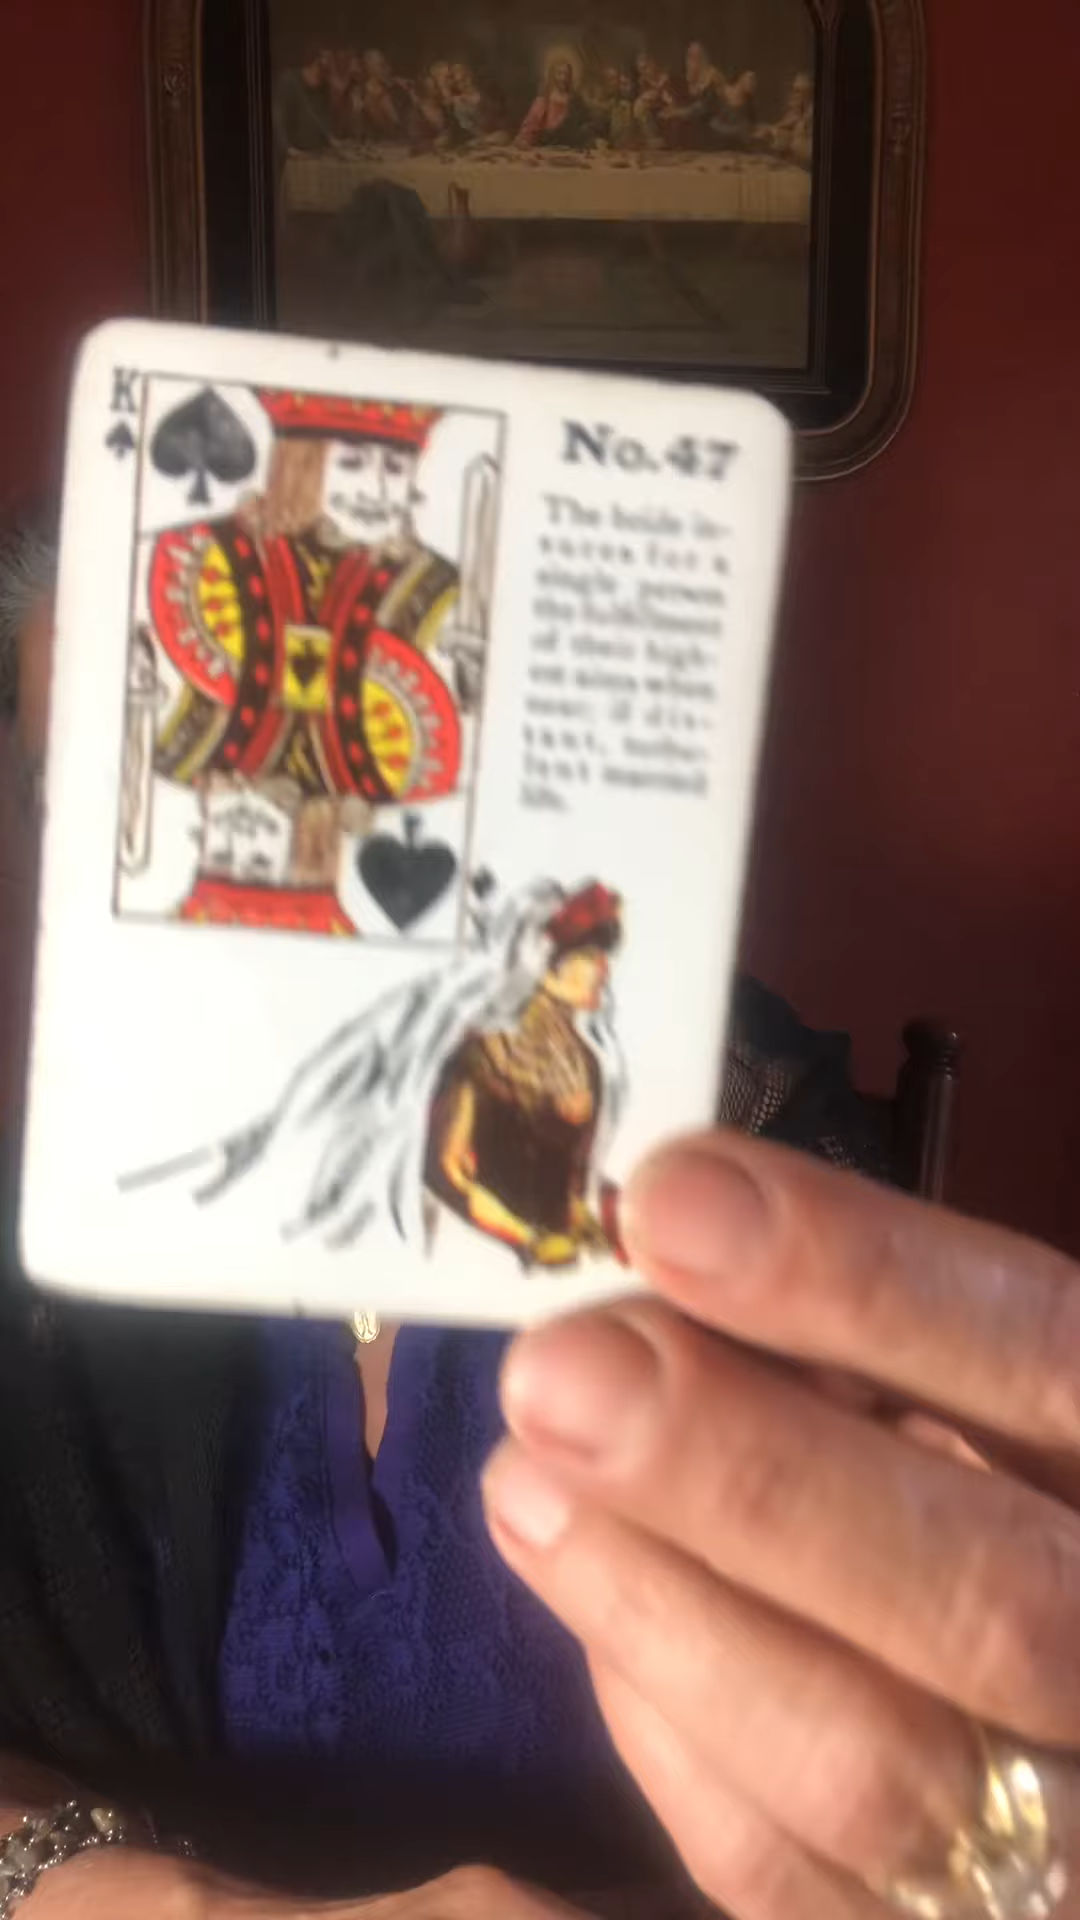 K
No. 47
The bride in-
sures for a
single person
the fulfillment
of their high-
est aims when
near; if dis-
tant, turbu-
lent married
life.
K